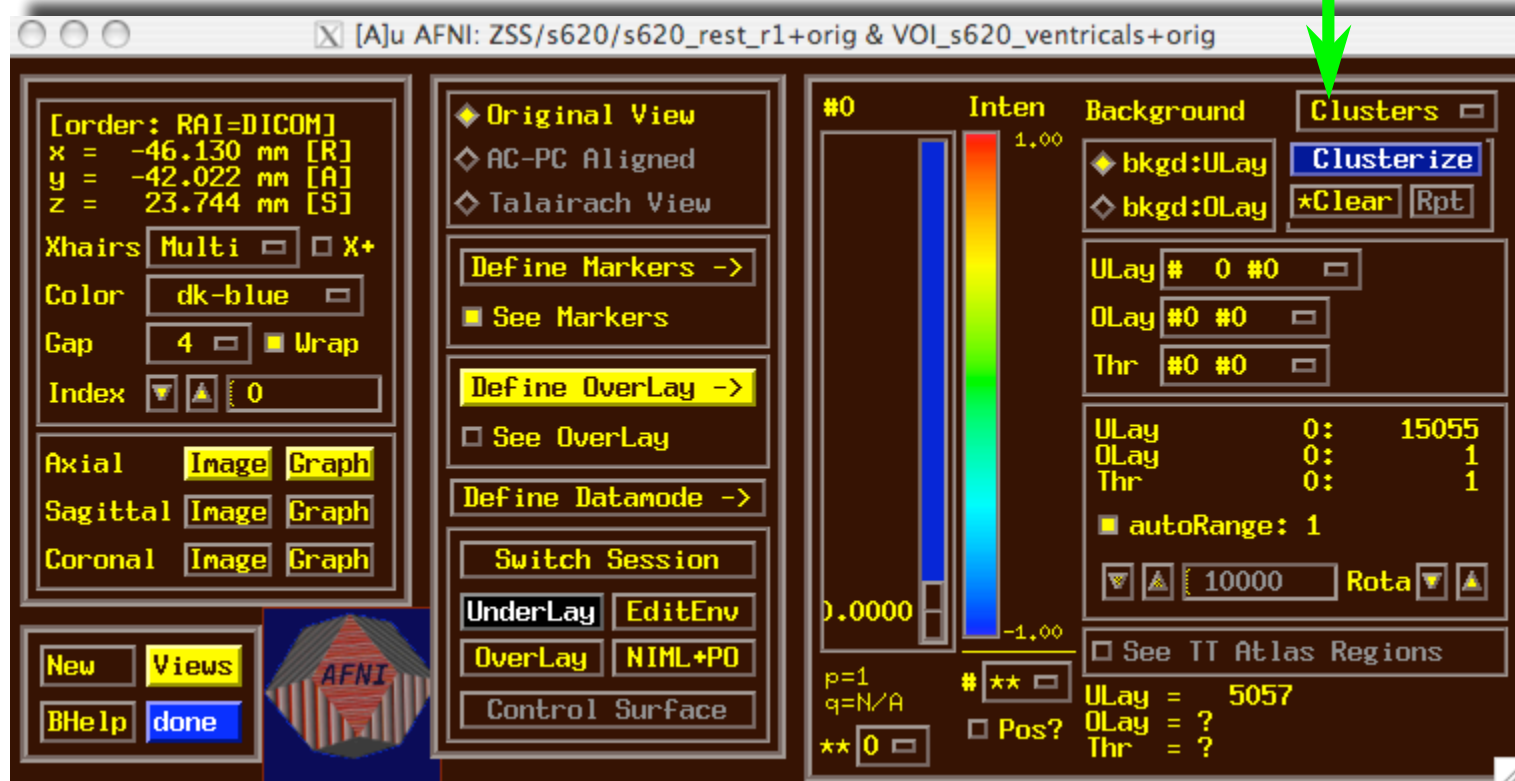 [A]u AFNI: ZSS/s620/s620_rest_r1+orig & VOI_s620_ventricals+orig
[order: RAI=DICOM]
x = -46.130 mm [R]
y = -42.022 mm [A]
z = 23.744 mm [S]
Xhairs Multi X+
Color dk-blue
Gap 4 Wrap
Index 0
Axial Image Graph
Sagittal Image Graph
Coronal Image Graph
New Views
BHelp done
AFNI
Original View
AC-PC Aligned
Talairach View
Define Markers ->
See Markers
Define OverLay ->
See OverLay
Define Datamode ->
Switch Session
UnderLay EditEnv
OverLay NIML+PO
Control Surface
#0 Inten
1.00
0.0000
-1.00
p=1
q=N/A
** 0
# **
Pos?
Background Clusters
bkgd:ULay Clusterize
bkgd:OLay *Clear Rpt
ULay # 0 #0
OLay #0 #0
Thr #0 #0
ULay 0: 15055
OLay 0: 1
Thr 0: 1
autoRange: 1
10000 Rota
See TT Atlas Regions
ULay = 5057
OLay = ?
Thr = ?